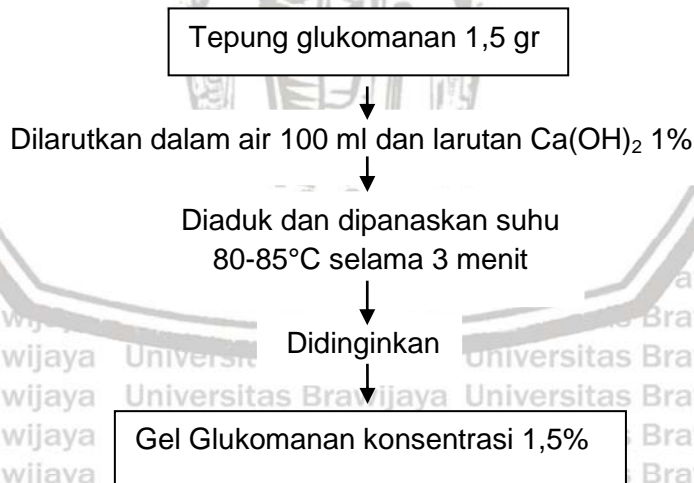 Tepung glukomanan 1,5 gr
Dilarutkan dalam air 100 ml dan larutan Ca(OH)₂ 1%
Diaduk dan dipanaskan suhu
80-85°C selama 3 menit
Didinginkan
wijaya Universitas Bra
wijaya Universitas Brawijaya Universitas Bra
wijaya Gel Glukomanan konsentrasi 1,5% Bra
wijaya Bra